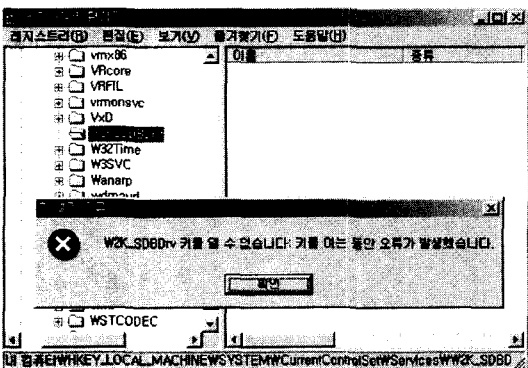 레지스트리(R) 편집(E) 보기(V) 즐겨찾기(F) 도움말(H)
이름 종류
vmx86
VRcore
VRFIL
vrmonsvc
VxD
W32Time
W3SVC
Wanarp
wdmaud
W2K_SDBDrv 키를 열 수 없습니다: 키를 여는 동안 오류가 발생했습니다.
확인
WSTCODEC
내 컴퓨터₩HKEY_LOCAL_MACHINE₩SYSTEM₩CurrentControlSet₩Services₩W2K_SDBD